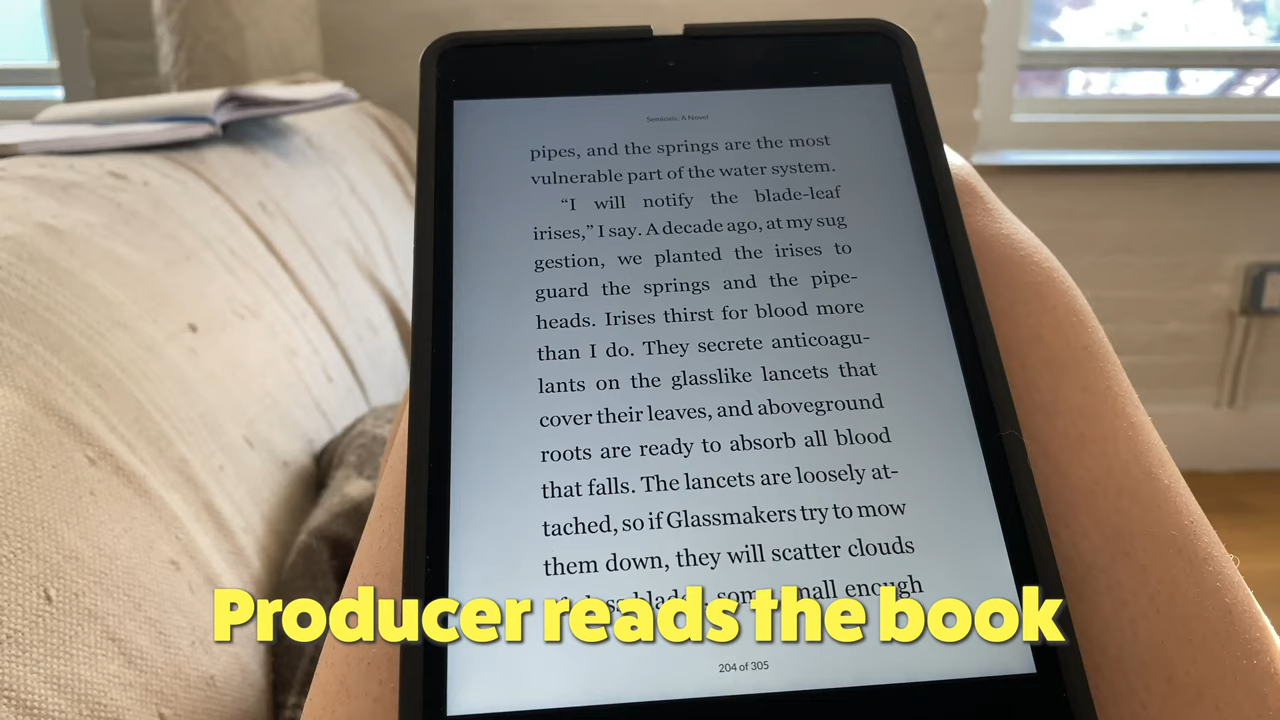 Semiosis: A Novel
pipes, and the springs are the most
vulnerable part of the water system.
“I will notify the blade-leaf
irises,” I say. A decade ago, at my sug
gestion, we planted the irises to
guard the springs and the pipe-
heads. Irises thirst for blood more
than I do. They secrete anticoagu-
lants on the glasslike lancets that
cover their leaves, and aboveground
roots are ready to absorb all blood
that falls. The lancets are loosely at-
tached, so if Glassmakers try to mow
them down, they will scatter clouds
enough
Producer reads the book
204 of 305